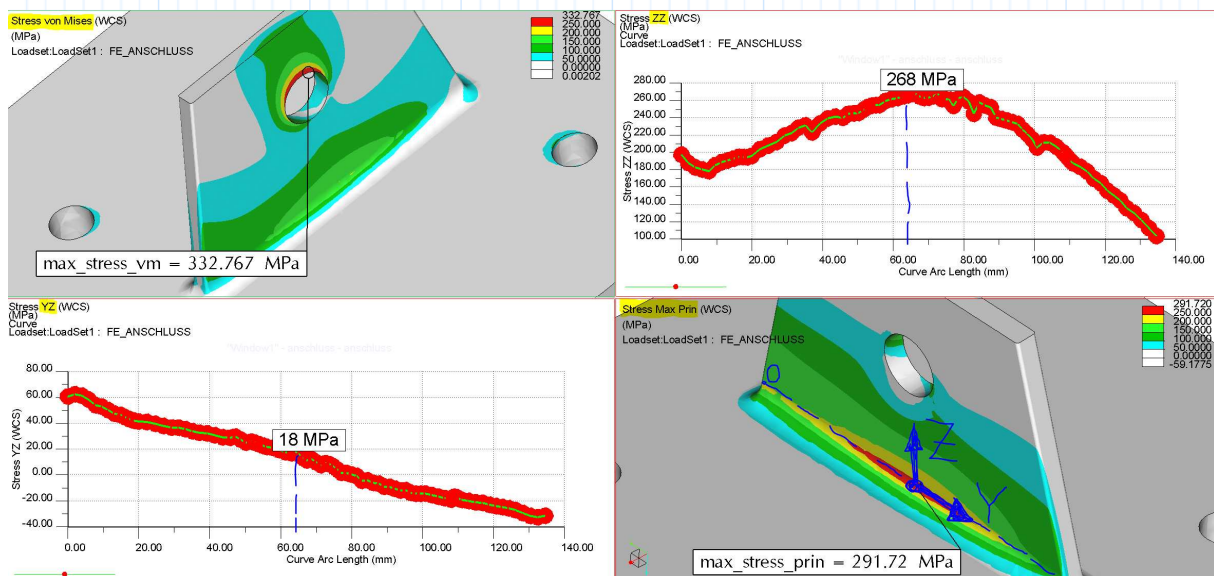 Stress von Mises (WCS)
(MPa)
Loadset:LoadSet1 : FE_ANSCHLUSS
332.767
250.000
200.000
150.000
100.000
50.0000
0.00000
0.00202
max_stress_vm = 332.767 MPa
Stress ZZ (WCS)
(MPa)
Curve
Loadset:LoadSet1 : FE_ANSCHLUSS
"Window1" - anschluss - anschluss
268 MPa
280.00
260.00
240.00
220.00
200.00
180.00
160.00
140.00
120.00
100.00
Stress ZZ (WCS)
0.00 20.00 40.00 60.00 80.00 100.00 120.00 140.00
Curve Arc Length (mm)
Stress YZ (WCS)
(MPa)
Curve
Loadset:LoadSet1 : FE_ANSCHLUSS
"Window1" - anschluss - anschluss
18 MPa
80.00
60.00
40.00
20.00
0.00
-20.00
-40.00
Stress YZ (WCS)
0.00 20.00 40.00 60.00 80.00 100.00 120.00 140.00
Curve Arc Length (mm)
Stress Max Prin (WCS)
(MPa)
Loadset:LoadSet1 : FE_ANSCHLUSS
291.720
250.000
200.000
150.000
100.000
50.0000
0.00000
-59.1775
0
Z
Y
max_stress_prin = 291.72 MPa